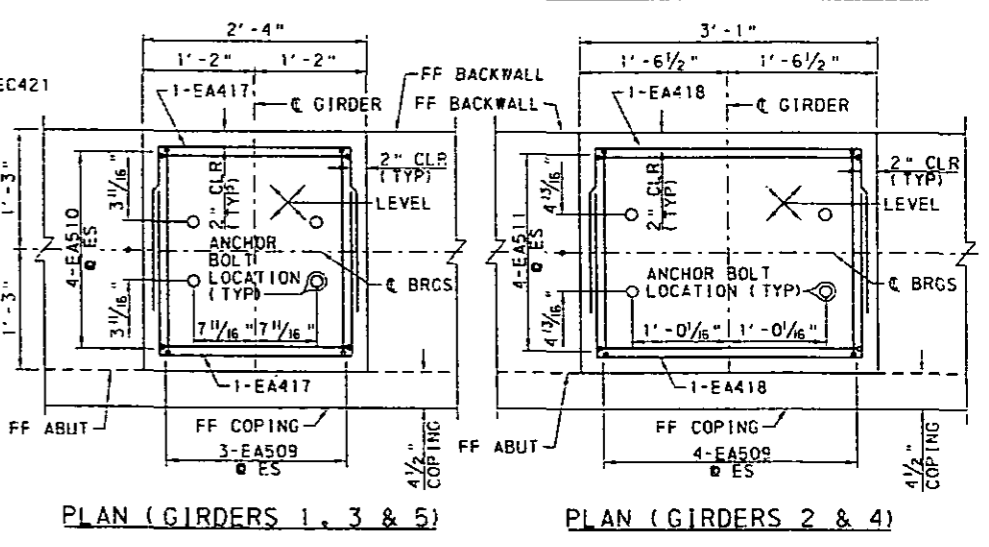 2'-4"
1'-2" 1'-2"
EC421
1-EA417
℄ GIRDER
FF BACKWALL
FF BACKWALL
1'-3"
1'-3"
4-EA510
@ ES
3 11/16"
3 11/16"
2" CLR
(TYP)
2" CLR
(TYP)
LEVEL
ANCHOR
BOLT
LOCATION
(TYP)
℄ BRGS
7 11/16" 7 11/16"
1-EA417
FF ABUT
FF COPING
3-EA509
@ ES
4 1/2"
COPING
PLAN (GIRDERS 1, 3 & 5)
3'-1"
1'-6 1/2" 1'-6 1/2"
1-EA418
℄ GIRDER
4-EA511
@ ES
4 13/16"
4 13/16"
2" CLR
(TYP)
2" CLR
(TYP)
LEVEL
ANCHOR BOLT
LOCATION (TYP)
℄ BRGS
1'-0 1/16" 1'-0 1/16"
1-EA418
FF ABUT
FF COPING
4-EA509
@ ES
4 1/2"
COPING
PLAN (GIRDERS 2 & 4)